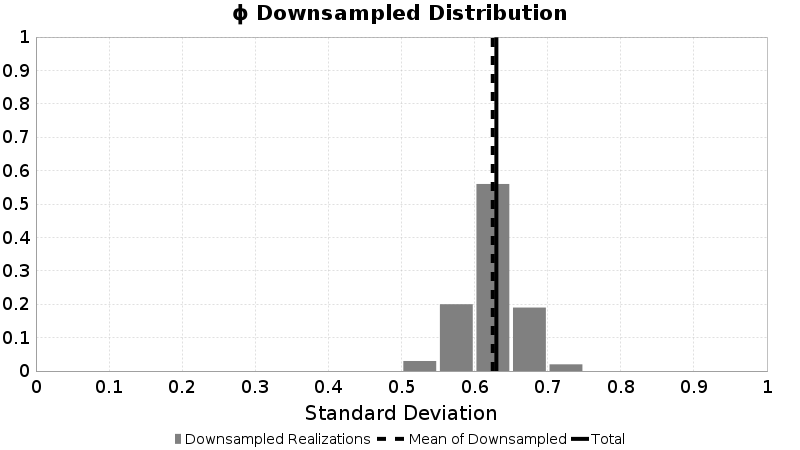 ϕ Downsampled Distribution
1
0.9
0.8
0.7
0.6
0.5
0.4
0.3
0.2
0.1
0
0 0.1 0.2 0.3 0.4 0.5 0.6 0.7 0.8 0.9 1
Standard Deviation
Downsampled Realizations Mean of Downsampled Total